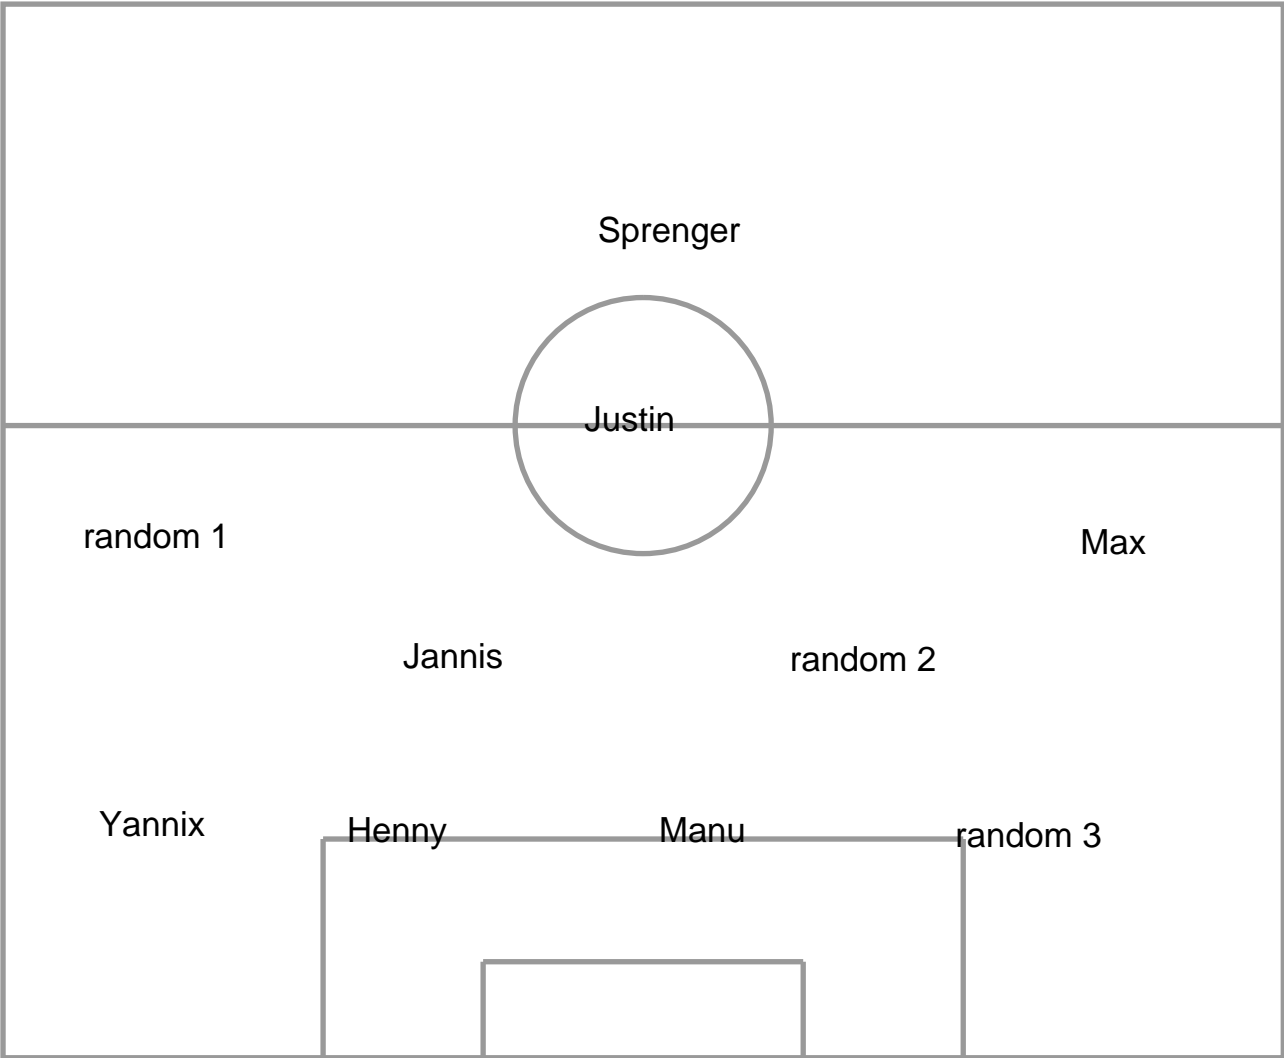 Sprenger
Justin
random 1
Max
Jannis
random 2
Yannix
Henny
Manu
random 3